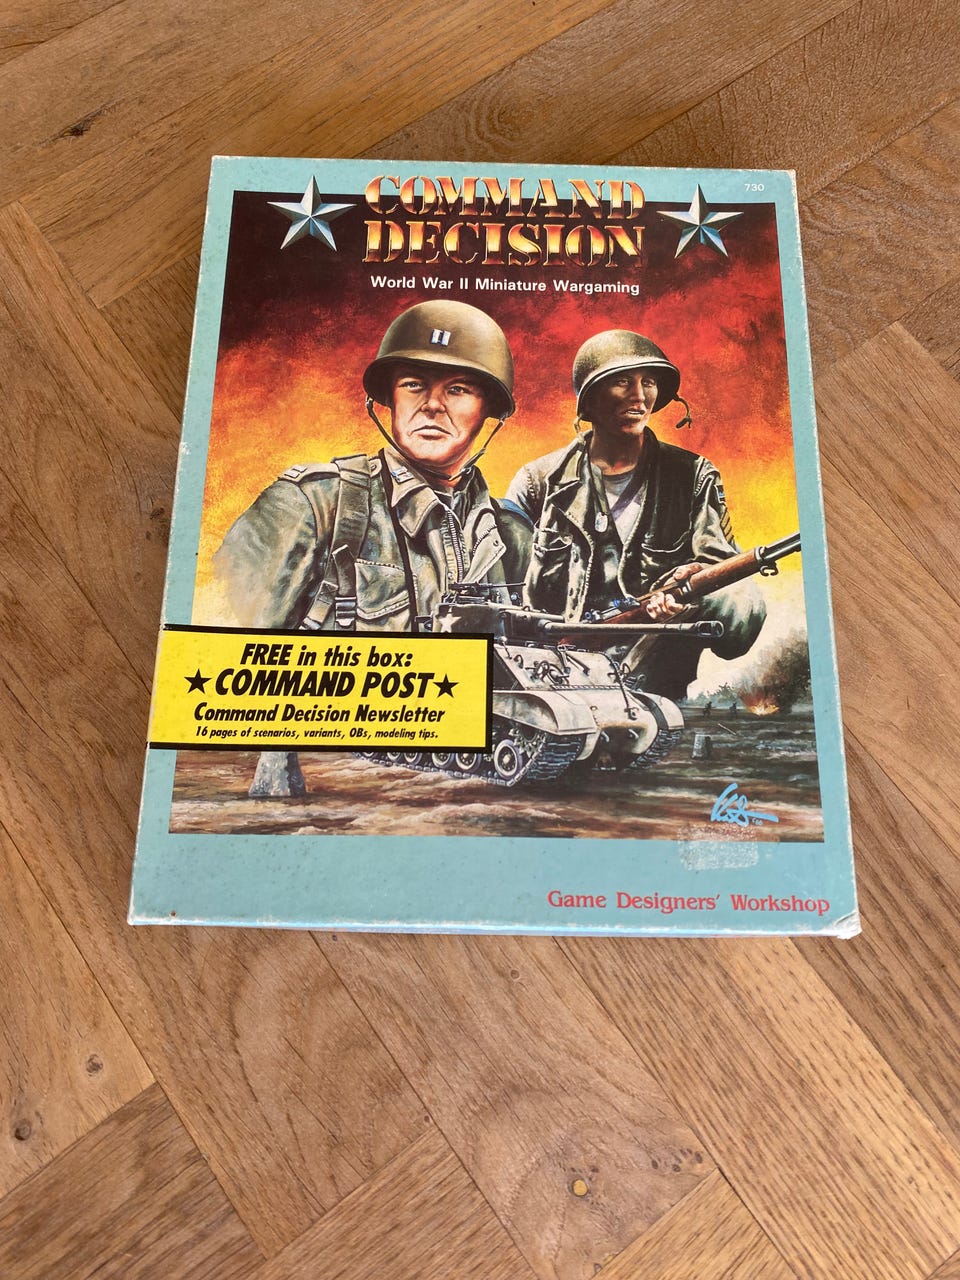 730
COMMAND
DECISION
World War II Miniature Wargaming
FREE in this box:
★COMMAND POST★
Command Decision Newsletter
16 pages of scenarios, variants, OBs, modeling tips.
Game Designers' Workshop